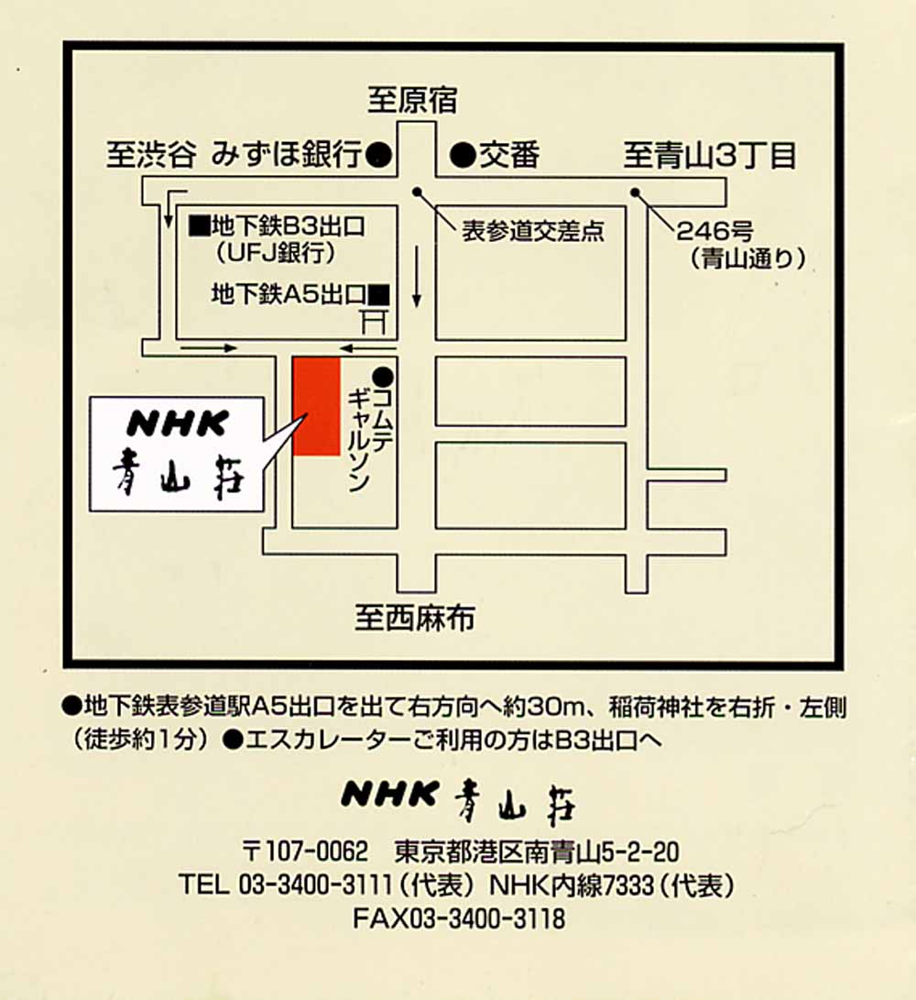 至原宿
至渋谷 みずほ銀行● ●交番 至青山3丁目
■地下鉄B3出口
（UFJ銀行）
表参道交差点
246号
（青山通り）
地下鉄A5出口■
●コムデ
ギャルソン
NHK
青山荘
至西麻布
●地下鉄表参道駅A5出口を出て右方向へ約30m、稲荷神社を右折・左側
（徒歩約1分）●エスカレーターご利用の方はB3出口へ
NHK 青山荘
〒107-0062 東京都港区南青山5-2-20
TEL 03-3400-3111（代表）NHK内線7333（代表）
FAX03-3400-3118